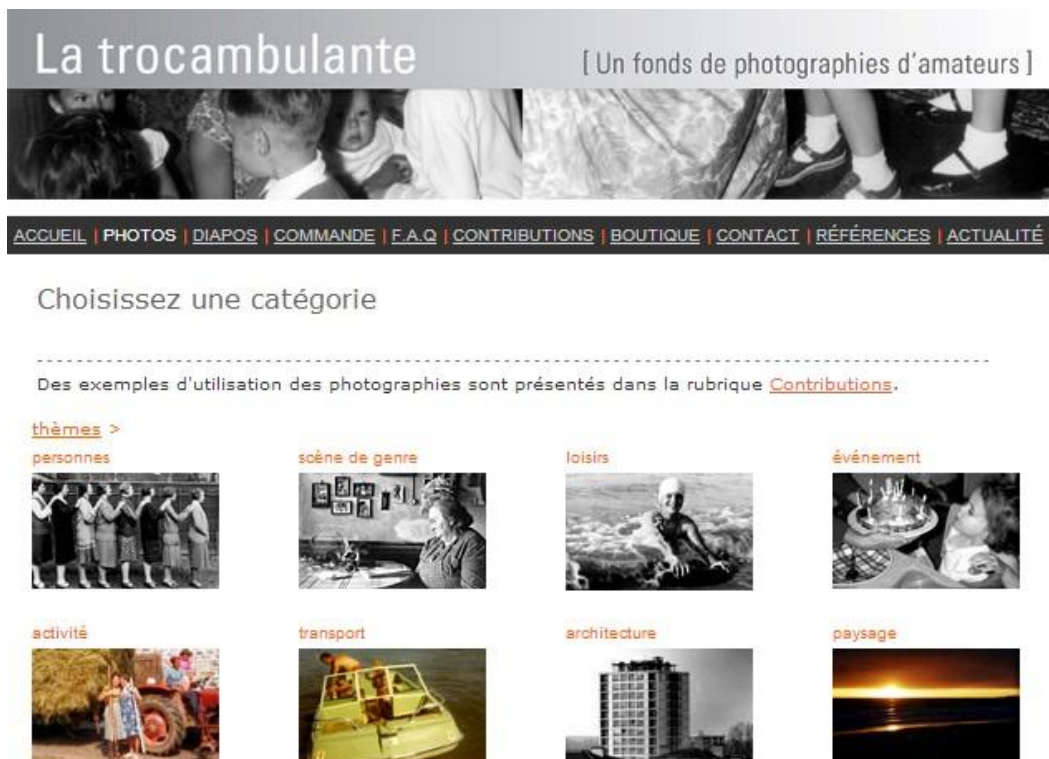 La trocambulante
[ Un fonds de photographies d'amateurs ]
ACCUEIL | PHOTOS | DIAPOS | COMMANDE | F.A.Q | CONTRIBUTIONS | BOUTIQUE | CONTACT | RÉFÉRENCES | ACTUALITÉ
Choisissez une catégorie
Des exemples d'utilisation des photographies sont présentés dans la rubrique Contributions.
thèmes >
personnes scène de genre loisirs événement
activité transport architecture paysage